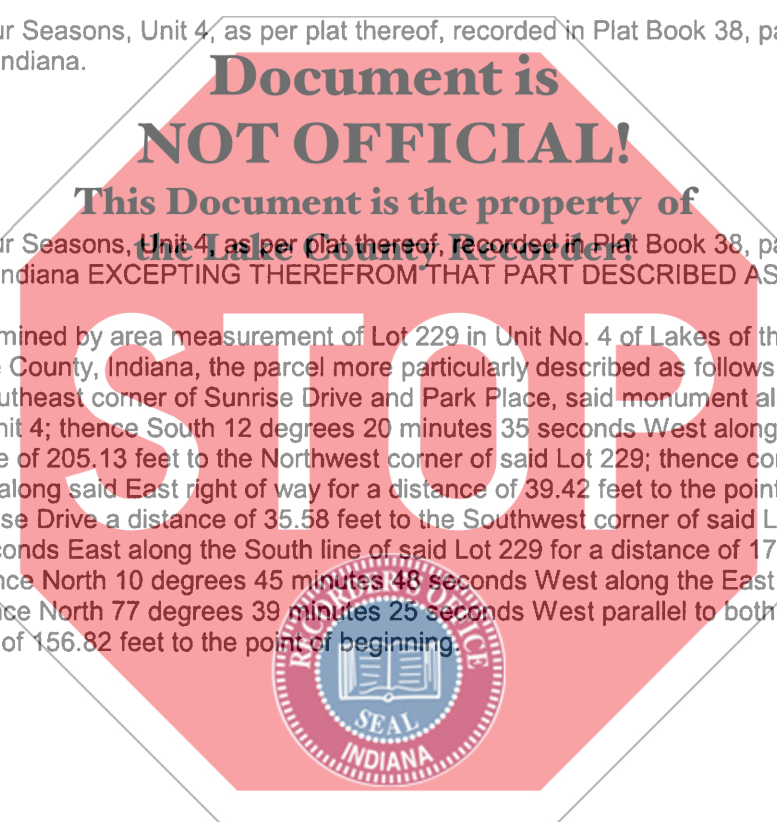 ur Seasons, Unit 4, as per plat thereof, recorded in Plat Book 38, pa
ndiana.
Document is
NOT OFFICIAL!
This Document is the property of
the Lake County Recorder!
ur Seasons, Unit 4, as per plat thereof, recorded in Plat Book 38, pa
ndiana EXCEPTING THEREFROM THAT PART DESCRIBED AS
mined by area measurement of Lot 229 in Unit No. 4 of Lakes of th
e County, Indiana, the parcel more particularly described as follows
utheast corner of Sunrise Drive and Park Place, said monument al
nit 4; thence South 12 degrees 20 minutes 35 seconds West along
e of 205.13 feet to the Northwest corner of said Lot 229; thence co
along said East right of way for a distance of 39.42 feet to the point
se Drive a distance of 35.58 feet to the Southwest corner of said L
conds East along the South line of said Lot 229 for a distance of 17
nce North 10 degrees 45 minutes 48 seconds West along the East
nce North 77 degrees 39 minutes 25 seconds West parallel to both
of 156.82 feet to the point of beginning.
STOP
RECORDER'S OFFICE
SEAL
INDIANA